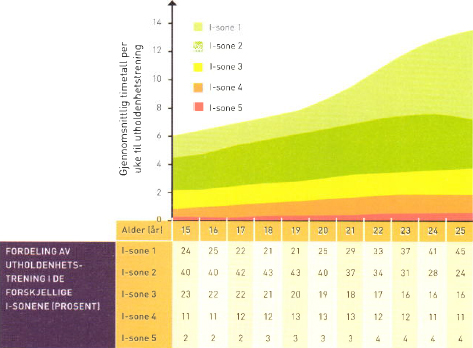 Gjennomsnittlig timetall per
uke til utholdenhetstrening
14
12
10
8
6
4
2
0
I-sone 1
I-sone 2
I-sone 3
I-sone 4
I-sone 5
Alder (år) 15 16 17 18 19 20 21 22 23 24 25
FORDELING AV
UTHOLDENHETS-
TRENING I DE
FORSKJELLIGE
I-SONENE (PROSENT)
I-sone 1 24 25 22 21 21 25 29 33 37 41 45
I-sone 2 40 40 42 43 43 40 37 34 31 28 24
I-sone 3 23 22 22 21 20 19 18 17 16 16 16
I-sone 4 11 11 12 12 13 13 13 12 12 11 11
I-sone 5 2 2 2 3 3 3 3 4 4 4 4